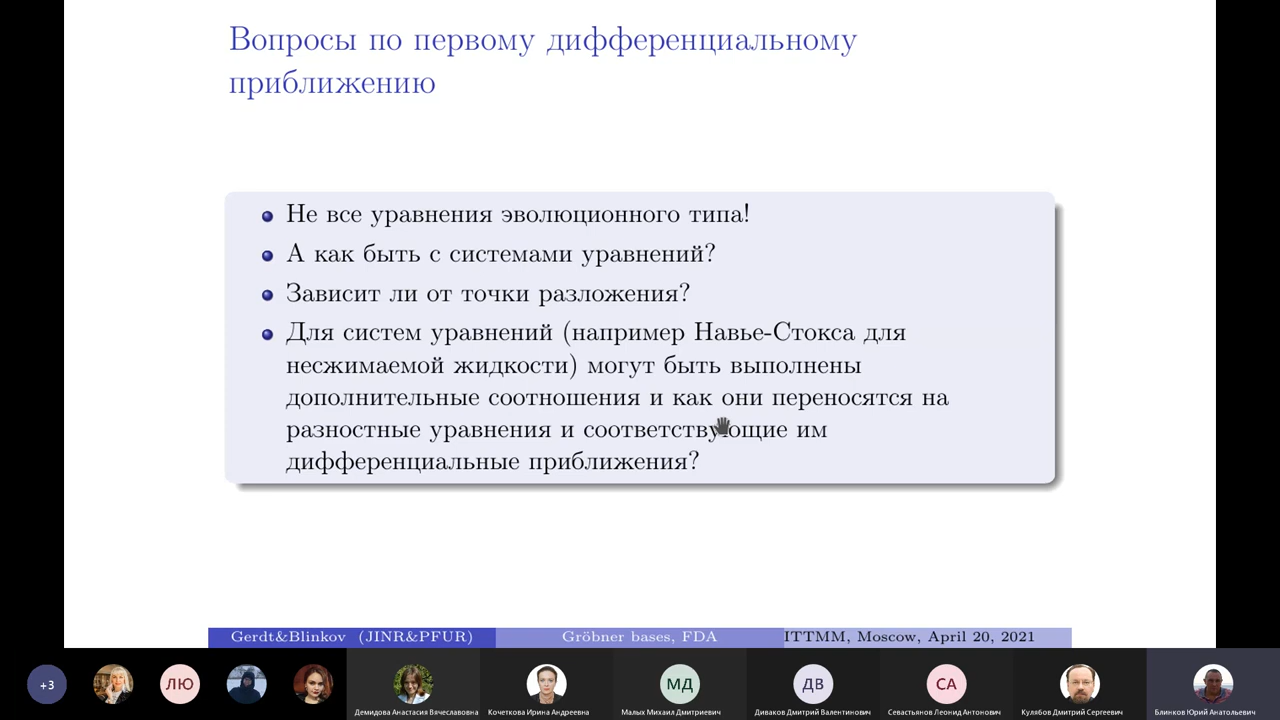 Вопросы по первому дифференциальному
приближению
Не все уравнения эволюционного типа!
А как быть с системами уравнений?
Зависит ли от точки разложения?
Для систем уравнений (например Навье-Стокса для
несжимаемой жидкости) могут быть выполнены
дополнительные соотношения и как они переносятся на
разностные уравнения и соответствующие им
дифференциальные приближения?
Gerdt&Blinkov (JINR&PFUR)
Gröbner bases, FDA
ITTMM, Moscow, April 20, 2021
+3
ЛЮ
МД
ДВ
СА
Демидова Анастасия Вячеславовна
Кочеткова Ирина Андреевна
Малых Михаил Дмитриевич
Диваков Дмитрий Валентинович
Севастьянов Леонид Антонович
Кулябов Дмитрий Сергеевич
Блинков Юрий Анатольевич